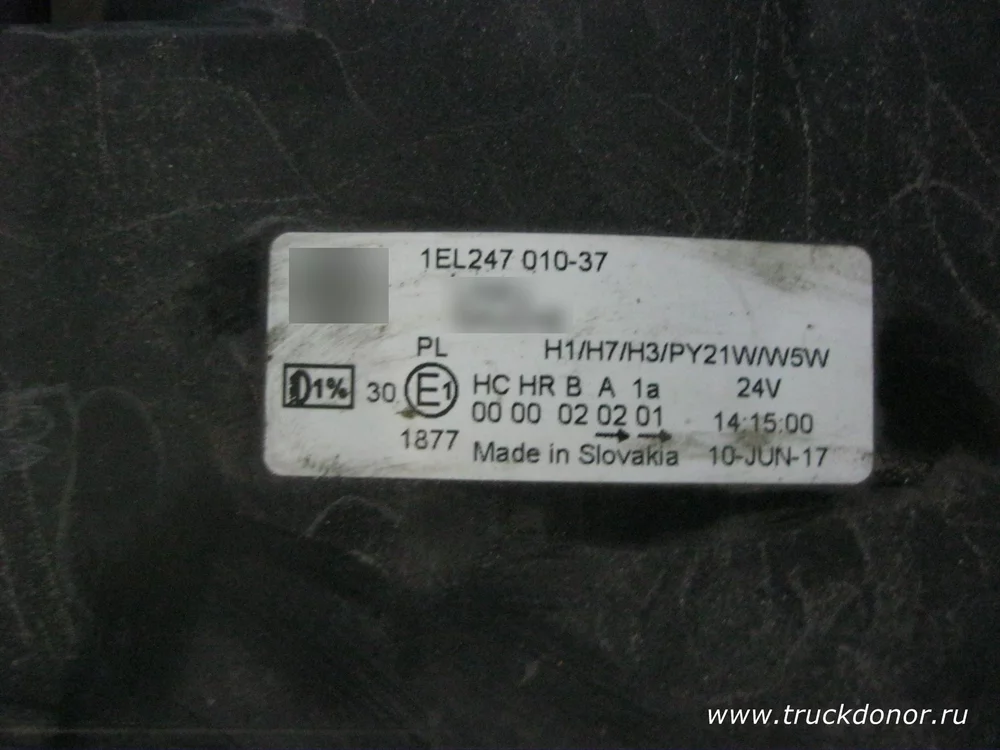 1EL247 010-37
PL H1/H7/H3/PY21W/W5W
1% 30 E1 HC HR B A 1a 24V
00 00 02 02 01 14:15:00
1877 Made in Slovakia 10-JUN-17
www.truckdonor.ru